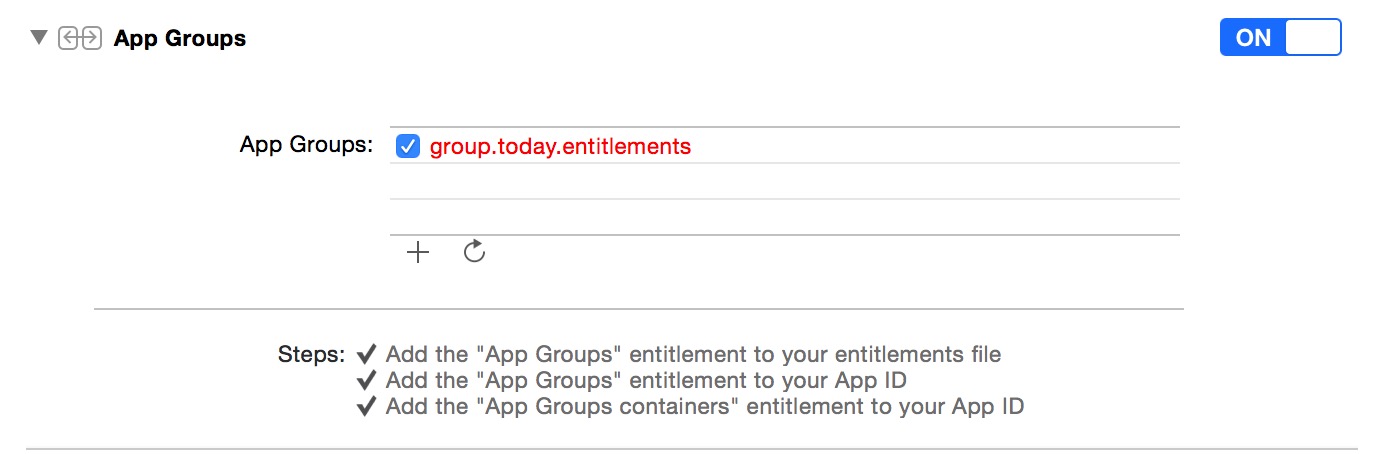 App Groups
ON
App Groups: group.today.entitlements
Steps: Add the "App Groups" entitlement to your entitlements file
Add the "App Groups" entitlement to your App ID
Add the "App Groups containers" entitlement to your App ID